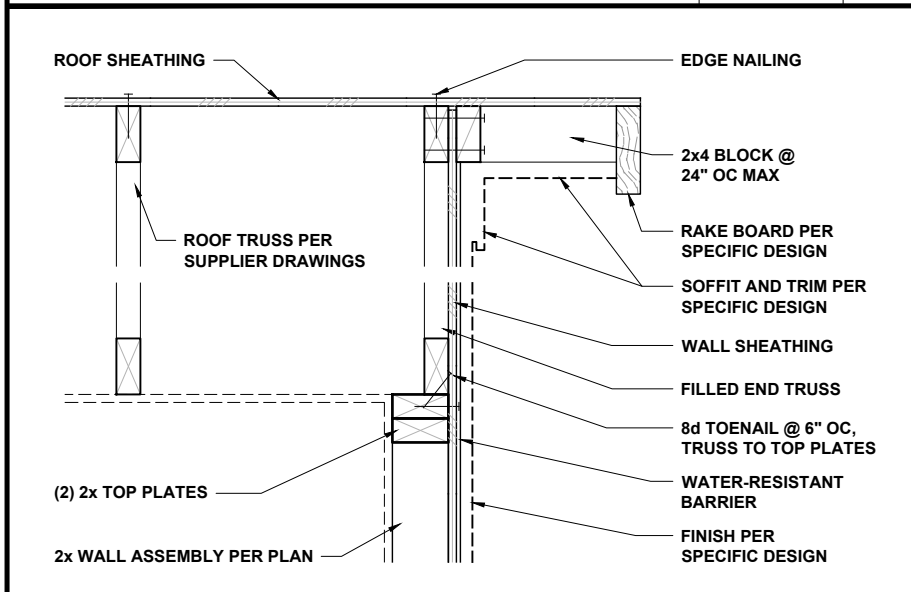 ROOF SHEATHING
ROOF TRUSS PER
SUPPLIER DRAWINGS
(2) 2x TOP PLATES
2x WALL ASSEMBLY PER PLAN
EDGE NAILING
2x4 BLOCK @
24" OC MAX
RAKE BOARD PER
SPECIFIC DESIGN
SOFFIT AND TRIM PER
SPECIFIC DESIGN
WALL SHEATHING
FILLED END TRUSS
8d TOENAIL @ 6" OC,
TRUSS TO TOP PLATES
WATER-RESISTANT
BARRIER
FINISH PER
SPECIFIC DESIGN